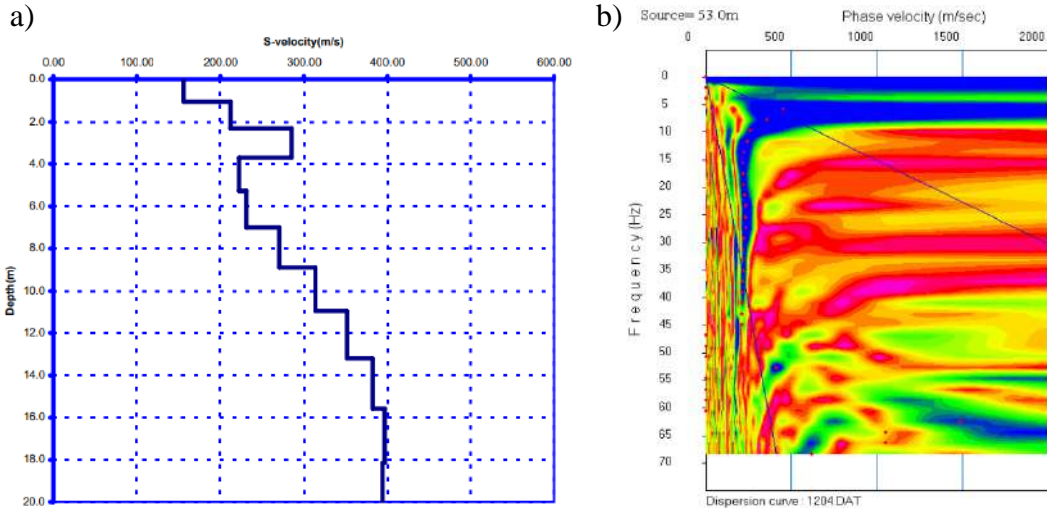 a)
S-velocity(m/s)
0.00 100.00 200.00 300.00 400.00 500.00 600.00
0.0
2.0
4.0
6.0
8.0
10.0
12.0
14.0
16.0
18.0
20.0
Depth(m)
b)
Source= 53.0m
Phase velocity (m/sec)
0 500 1000 1500 2000
0
5
10
15
20
25
30
35
40
45
50
55
60
65
70
Frequency (Hz)
Dispersion curve : 1204.DAT